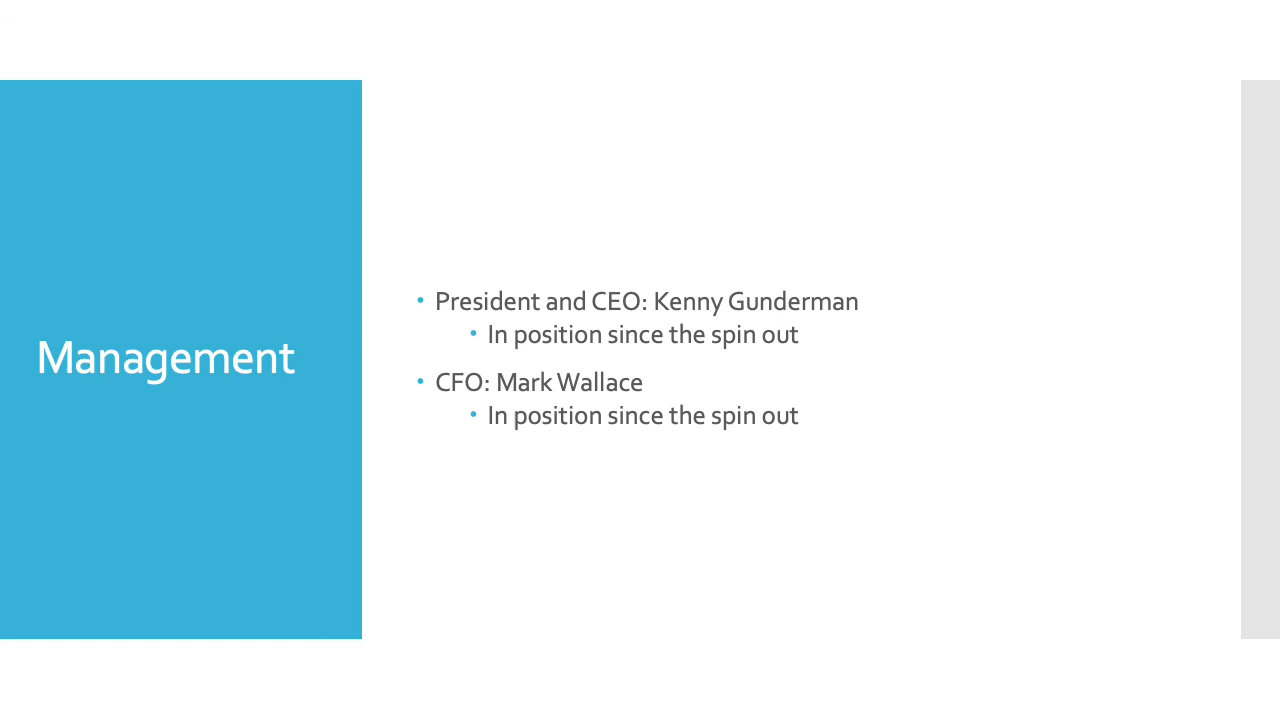 Management
• President and CEO: Kenny Gunderman
• In position since the spin out
• CFO: Mark Wallace
• In position since the spin out